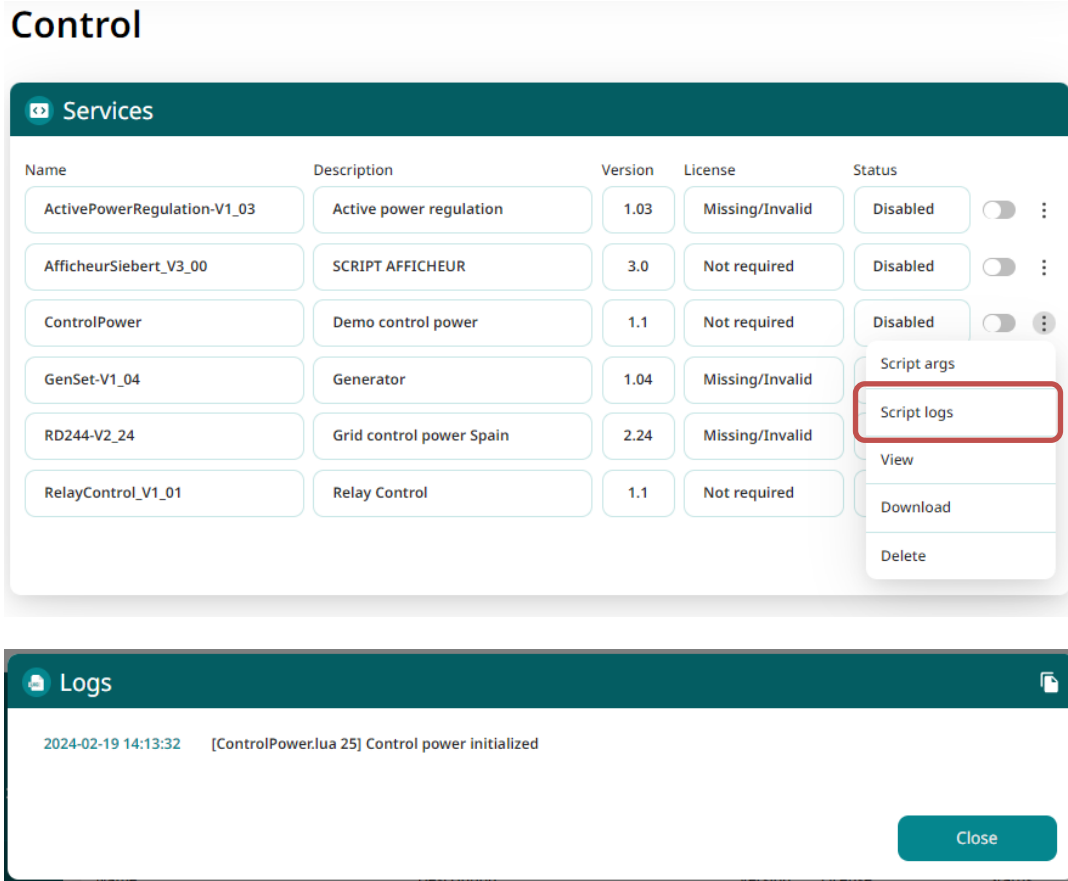 Control
Services
Name Description Version License Status
ActivePowerRegulation-V1_03 Active power regulation 1.03 Missing/Invalid Disabled
AfficheurSiebert_V3_00 SCRIPT AFFICHEUR 3.0 Not required Disabled
ControlPower Demo control power 1.1 Not required Disabled
Script args
GenSet-V1_04 Generator 1.04 Missing/Invalid
Script logs
RD244-V2_24 Grid control power Spain 2.24 Missing/Invalid
View
RelayControl_V1_01 Relay Control 1.1 Not required
Download
Delete
Logs
2024-02-19 14:13:32 [ControlPower.lua 25] Control power initialized
Close